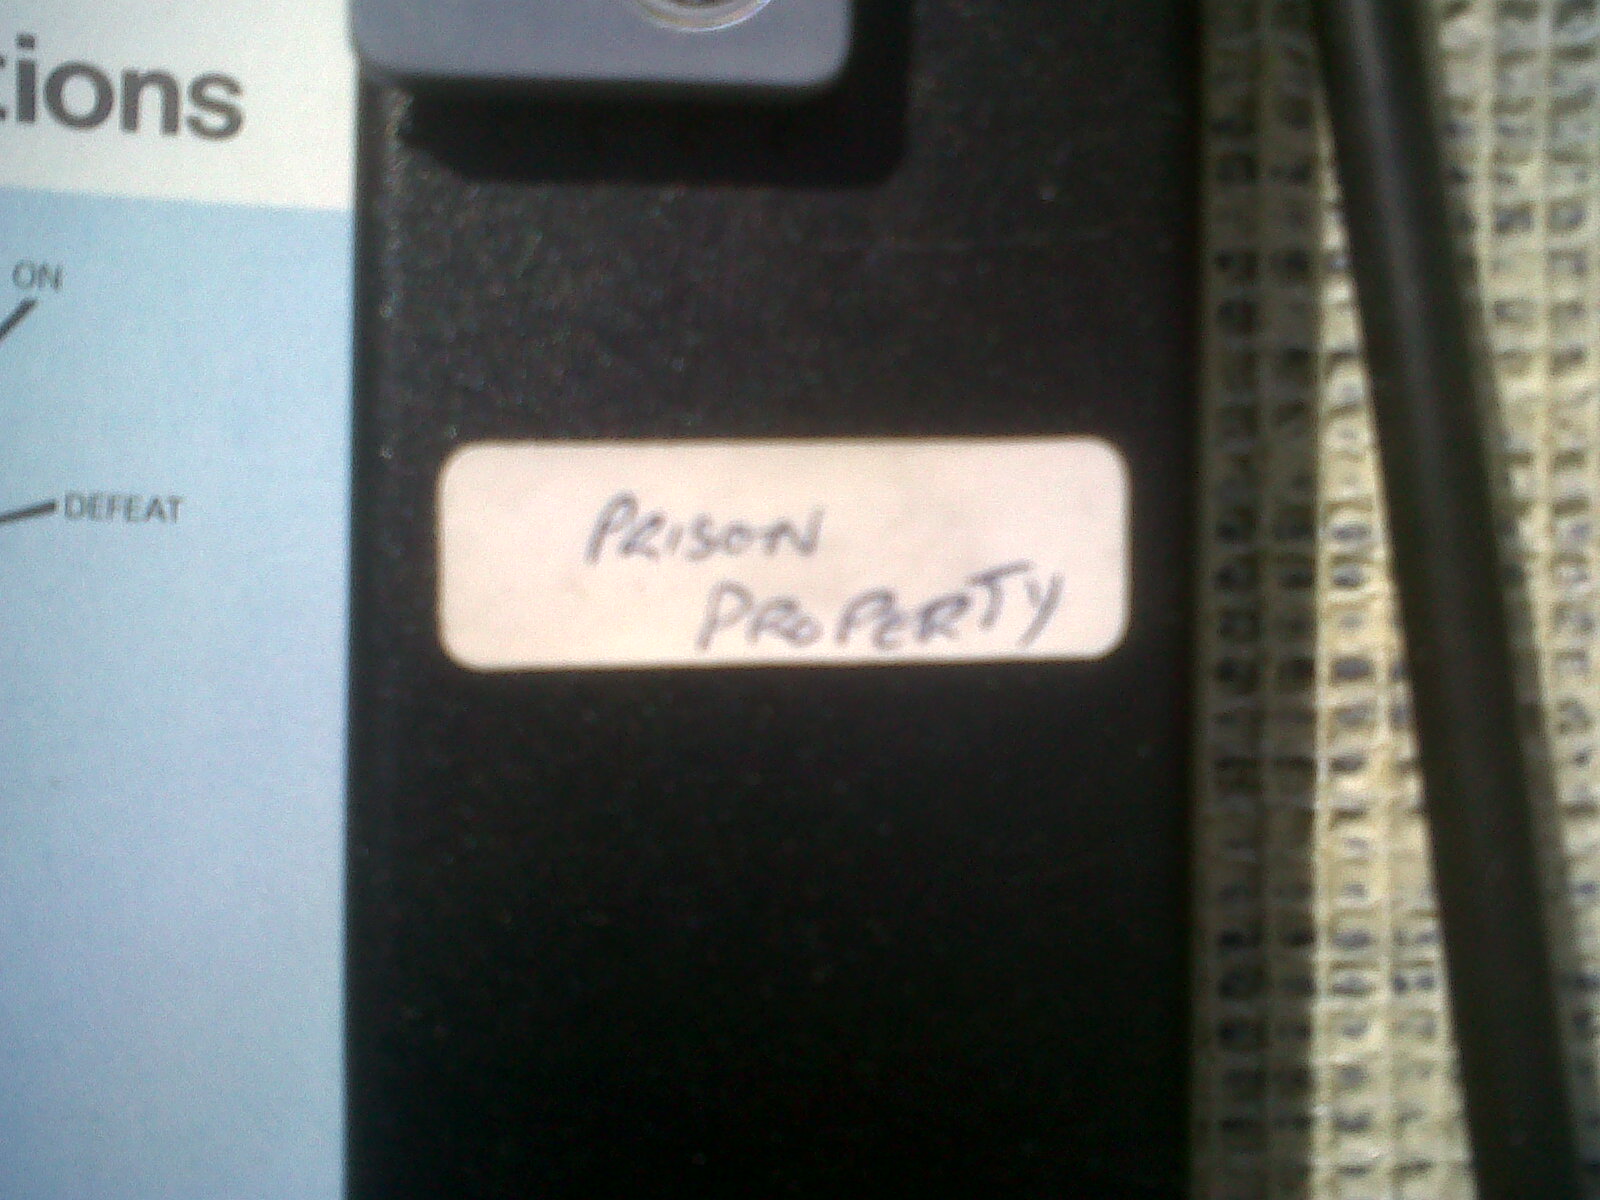 tions
ON
DEFEAT
PRISON
PROPERTY